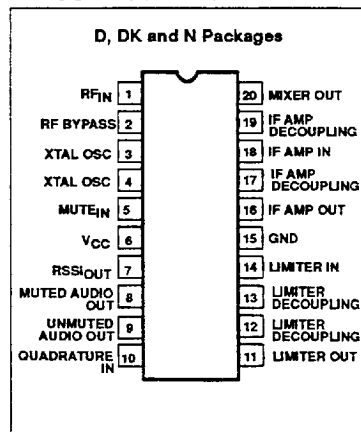 D, DK and N Packages
RFIN 1
RF BYPASS 2
XTAL OSC 3
XTAL OSC 4
MUTEIN 5
VCC 6
RSSIOUT 7
MUTED AUDIO
OUT 8
UNMUTED
AUDIO OUT 9
QUADRATURE
IN 10
20 MIXER OUT
19 IF AMP
DECOUPLING
18 IF AMP IN
17 IF AMP
DECOUPLING
16 IF AMP OUT
15 GND
14 LIMITER IN
13 LIMITER
DECOUPLING
12 LIMITER
DECOUPLING
11 LIMITER OUT